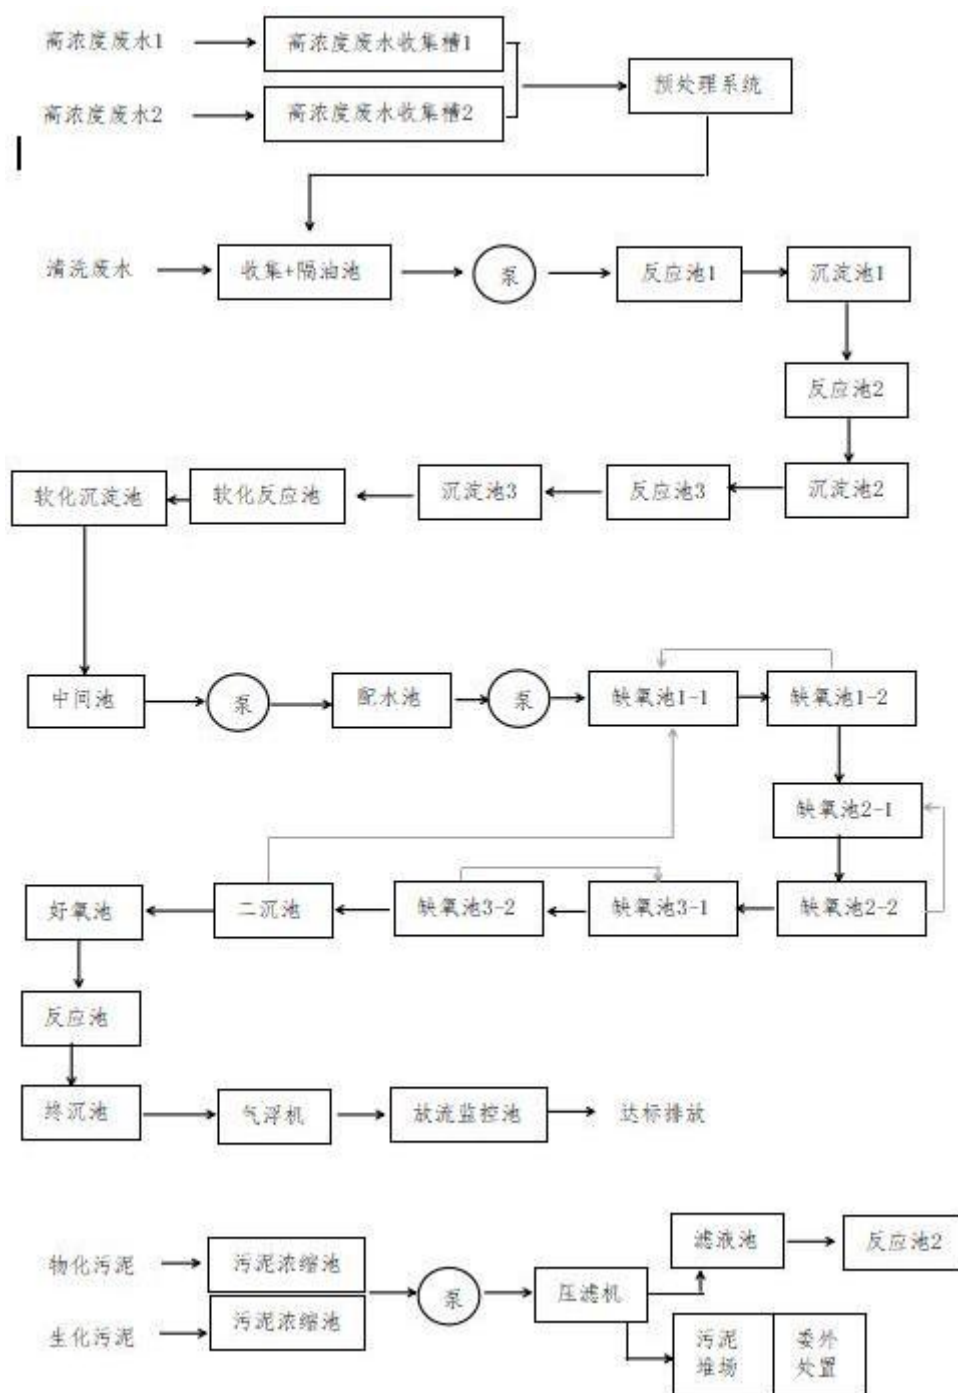 高浓度废水1
高浓度废水收集槽1
预处理系统
高浓度废水2
高浓度废水收集槽2
清洗废水
收集+隔油池
泵
反应池1
沉淀池1
反应池2
软化沉淀池
软化反应池
沉淀池3
反应池3
沉淀池2
中间池
泵
配水池
泵
缺氧池1-1
缺氧池1-2
缺氧池2-1
好氧池
二沉池
缺氧池3-2
缺氧池3-1
缺氧池2-2
反应池
终沉池
气浮机
放流监控池
达标排放
物化污泥
污泥浓缩池
滤液池
反应池2
泵
压滤机
生化污泥
污泥浓缩池
污泥
堆场
委外
处置